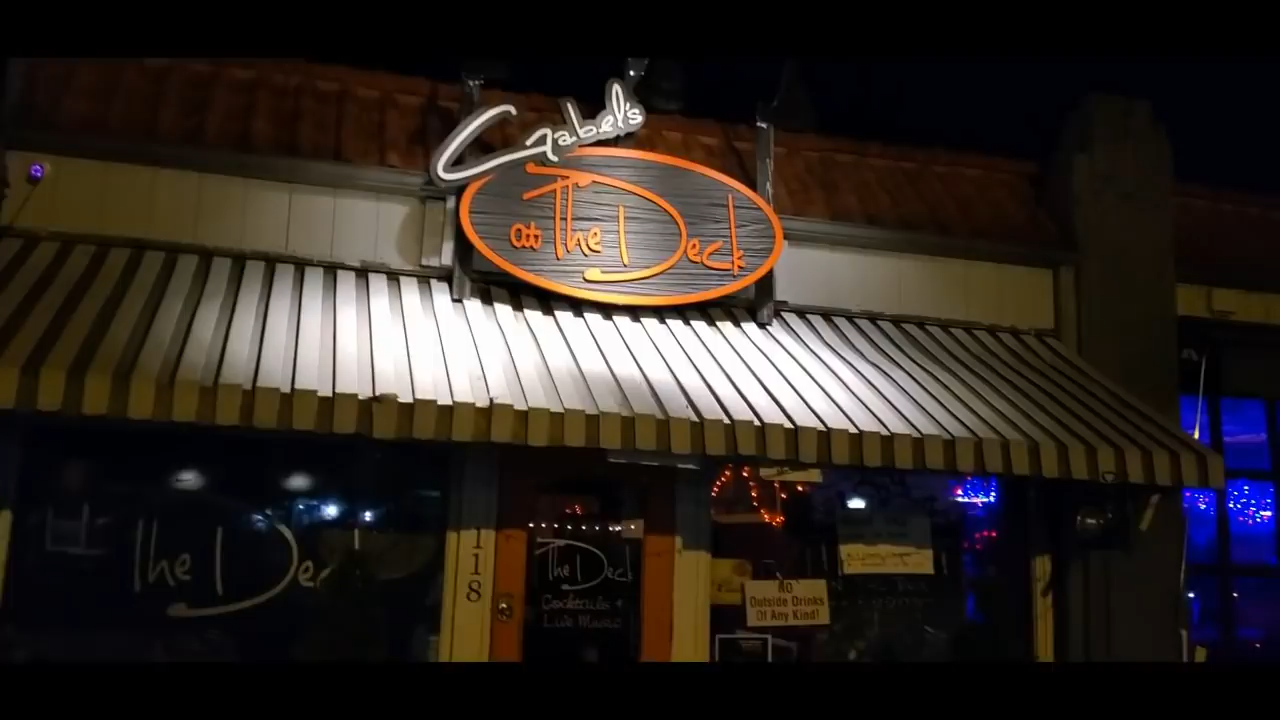 Gabel's
at The Deck
The Dec
118
The Deck
Cocktails +
Live Music
NO
Outside Drinks
Of Any Kind!